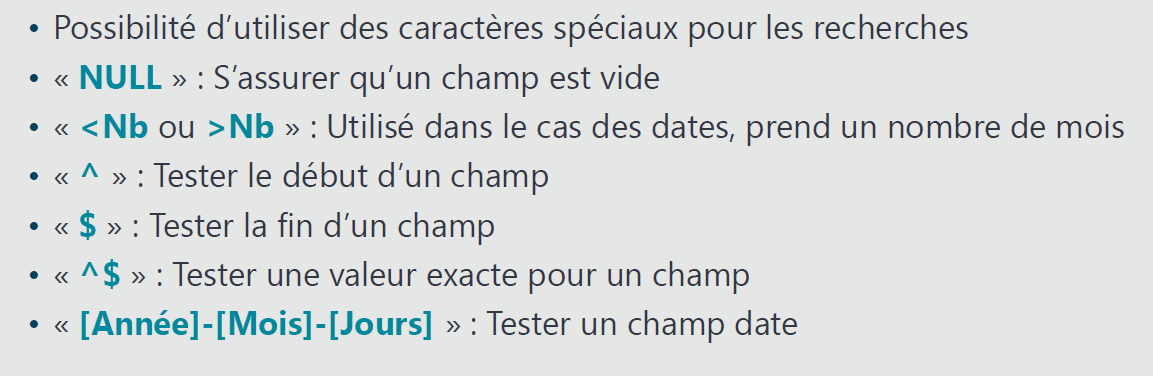 • Possibilité d’utiliser des caractères spéciaux pour les recherches
• « NULL » : S’assurer qu’un champ est vide
• « <Nb ou >Nb » : Utilisé dans le cas des dates, prend un nombre de mois
• « ^ » : Tester le début d’un champ
• « $ » : Tester la fin d’un champ
• « ^$ » : Tester une valeur exacte pour un champ
• « [Année]-[Mois]-[Jours] » : Tester un champ date